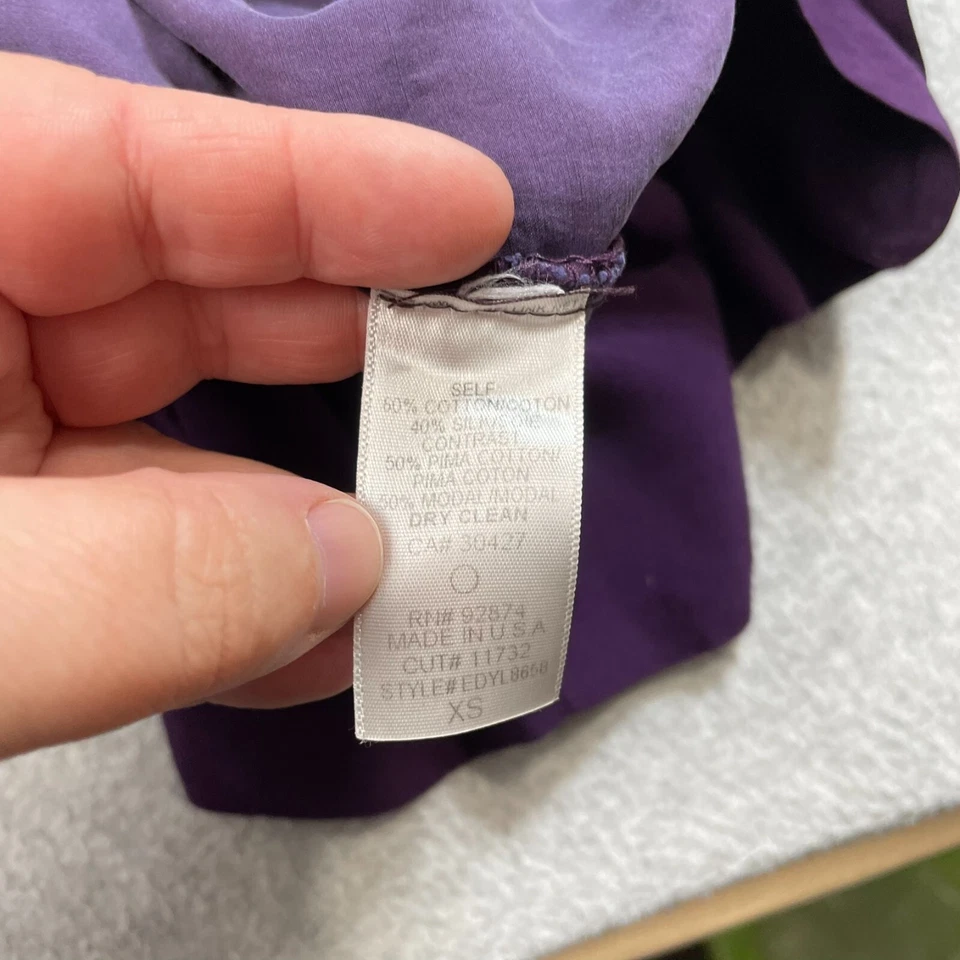 SELF
60% COTTON/COTON
40% SILK/SOIE
CONTRAST
50% PIMA COTTON/
PIMA COTON
50% MODAL/MODAL
DRY CLEAN
CA# 30427
RN# 92874
MADE IN U S A
CUT# 11732
STYLE# EDYL8658
XS